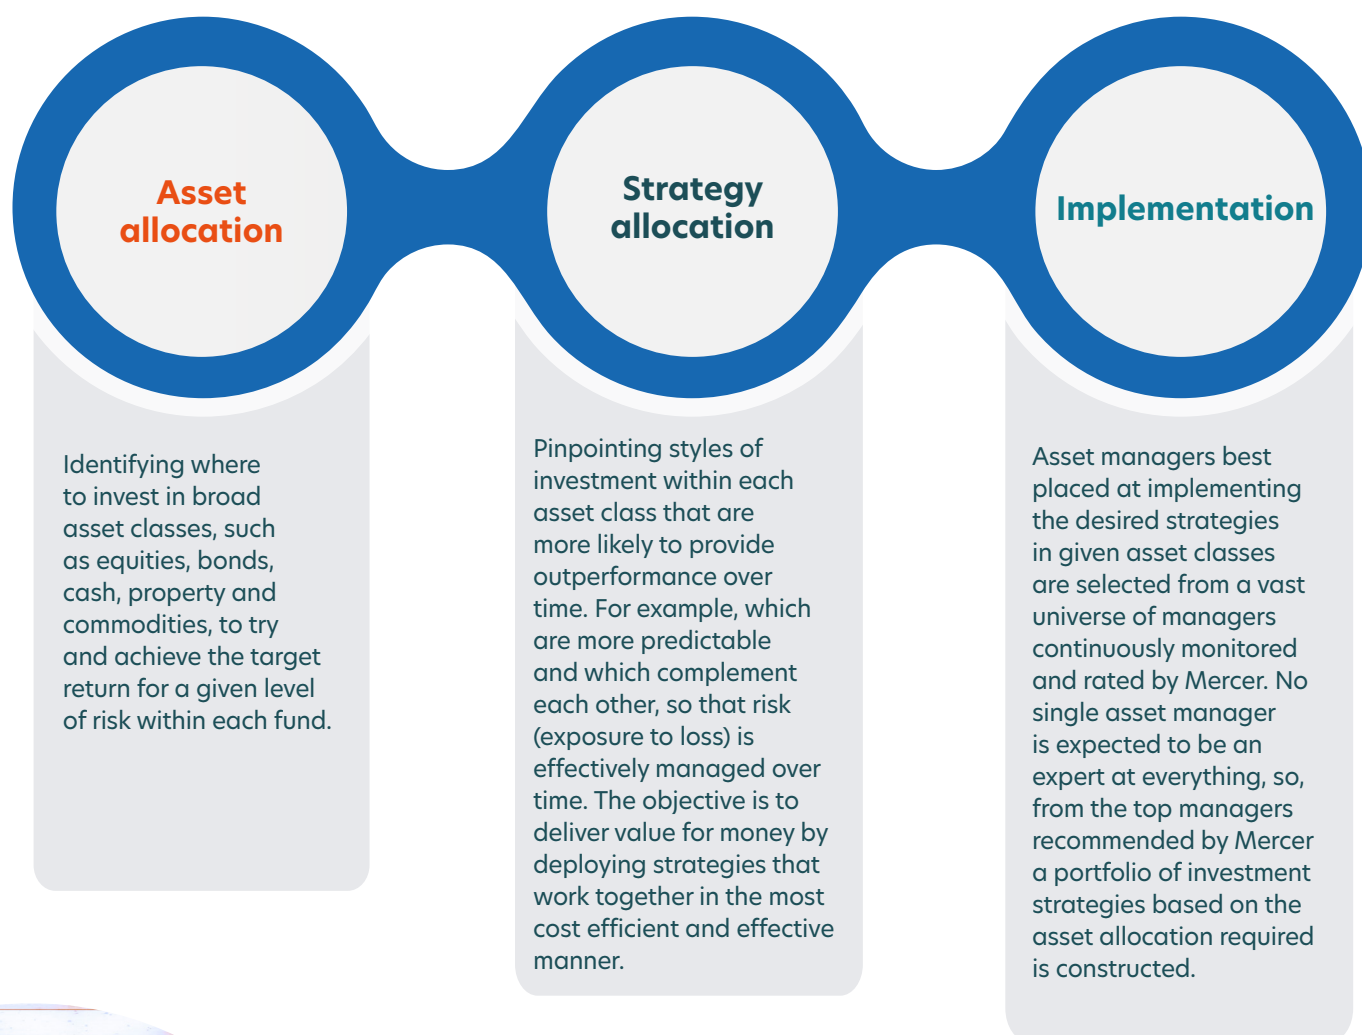 Asset
allocation
Identifying where
to invest in broad
asset classes, such
as equities, bonds,
cash, property and
commodities, to try
and achieve the target
return for a given level
of risk within each fund.
Strategy
allocation
Pinpointing styles of
investment within each
asset class that are
more likely to provide
outperformance over
time. For example, which
are more predictable
and which complement
each other, so that risk
(exposure to loss) is
effectively managed over
time. The objective is to
deliver value for money by
deploying strategies that
work together in the most
cost efficient and effective
manner.
Implementation
Asset managers best
placed at implementing
the desired strategies
in given asset classes
are selected from a vast
universe of managers
continuously monitored
and rated by Mercer. No
single asset manager
is expected to be an
expert at everything, so,
from the top managers
recommended by Mercer
a portfolio of investment
strategies based on the
asset allocation required
is constructed.